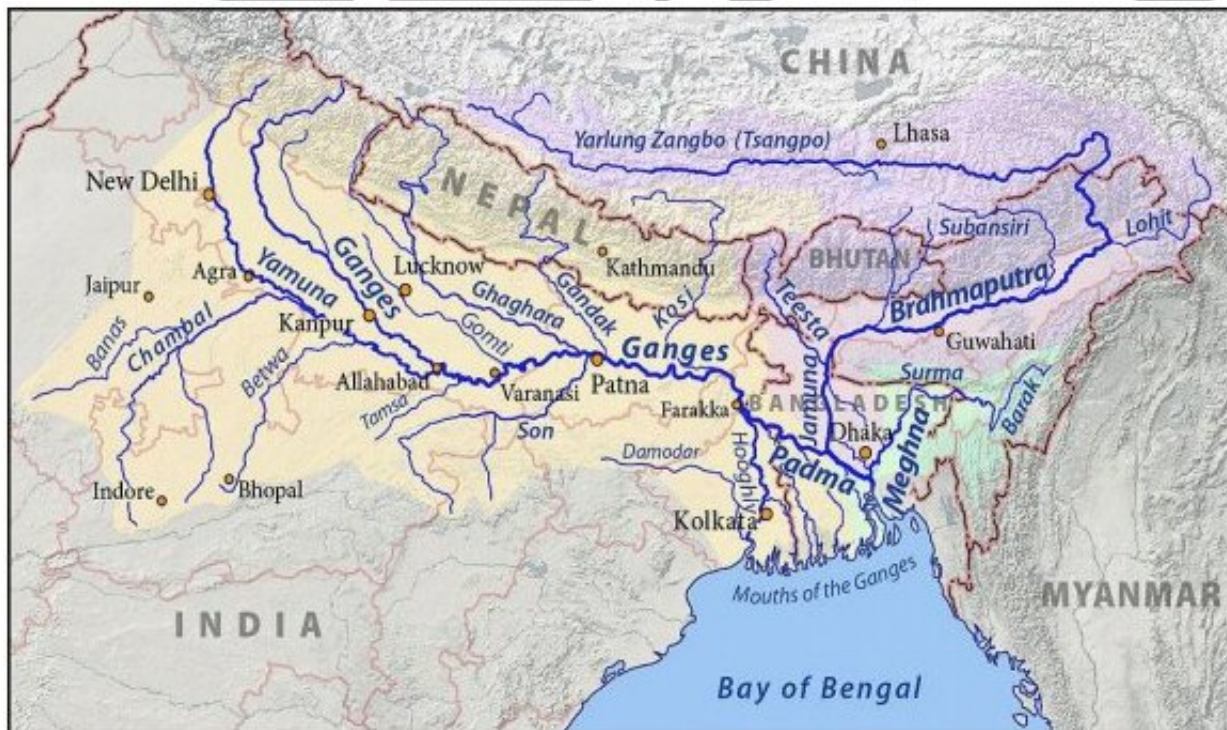 CHINA
Yarlung Zangbo (Tsangpo)
Lhasa
New Delhi
NEPAL
Subansiri
Lohit
BHUTAN
Kathmandu
Agra
Yamuna
Ganges
Lucknow
Ghaghara
Gandak
Kosi
Teesta
Brahmaputra
Jaipur
Banas
Chambal
Kanpur
Gomti
Betwa
Ganges
Guwahati
Allahabad
Varanasi
Patna
Tamsa
Son
Farakka
BANGLADESH
Jamuna
Surma
Barak
Dhaka
Meghna
Damodar
Hooghly
Padma
Indore
Bhopal
Kolkata
Mouths of the Ganges
INDIA
MYANMAR
Bay of Bengal